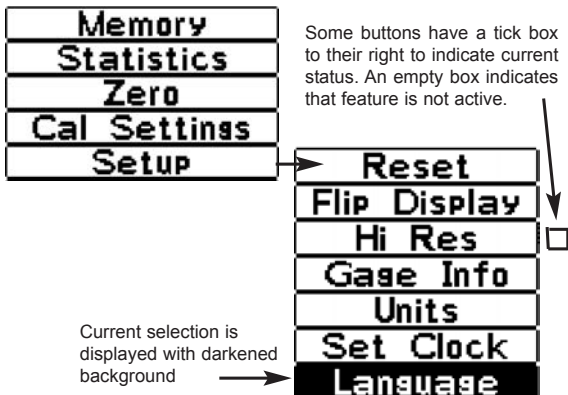 Memory
Statistics
Zero
Cal Settings
Setup
Some buttons have a tick box
to their right to indicate current
status. An empty box indicates
that feature is not active.
Reset
Flip Display
Hi Res
Gage Info
Units
Set Clock
Language
Current selection is
displayed with darkened
background